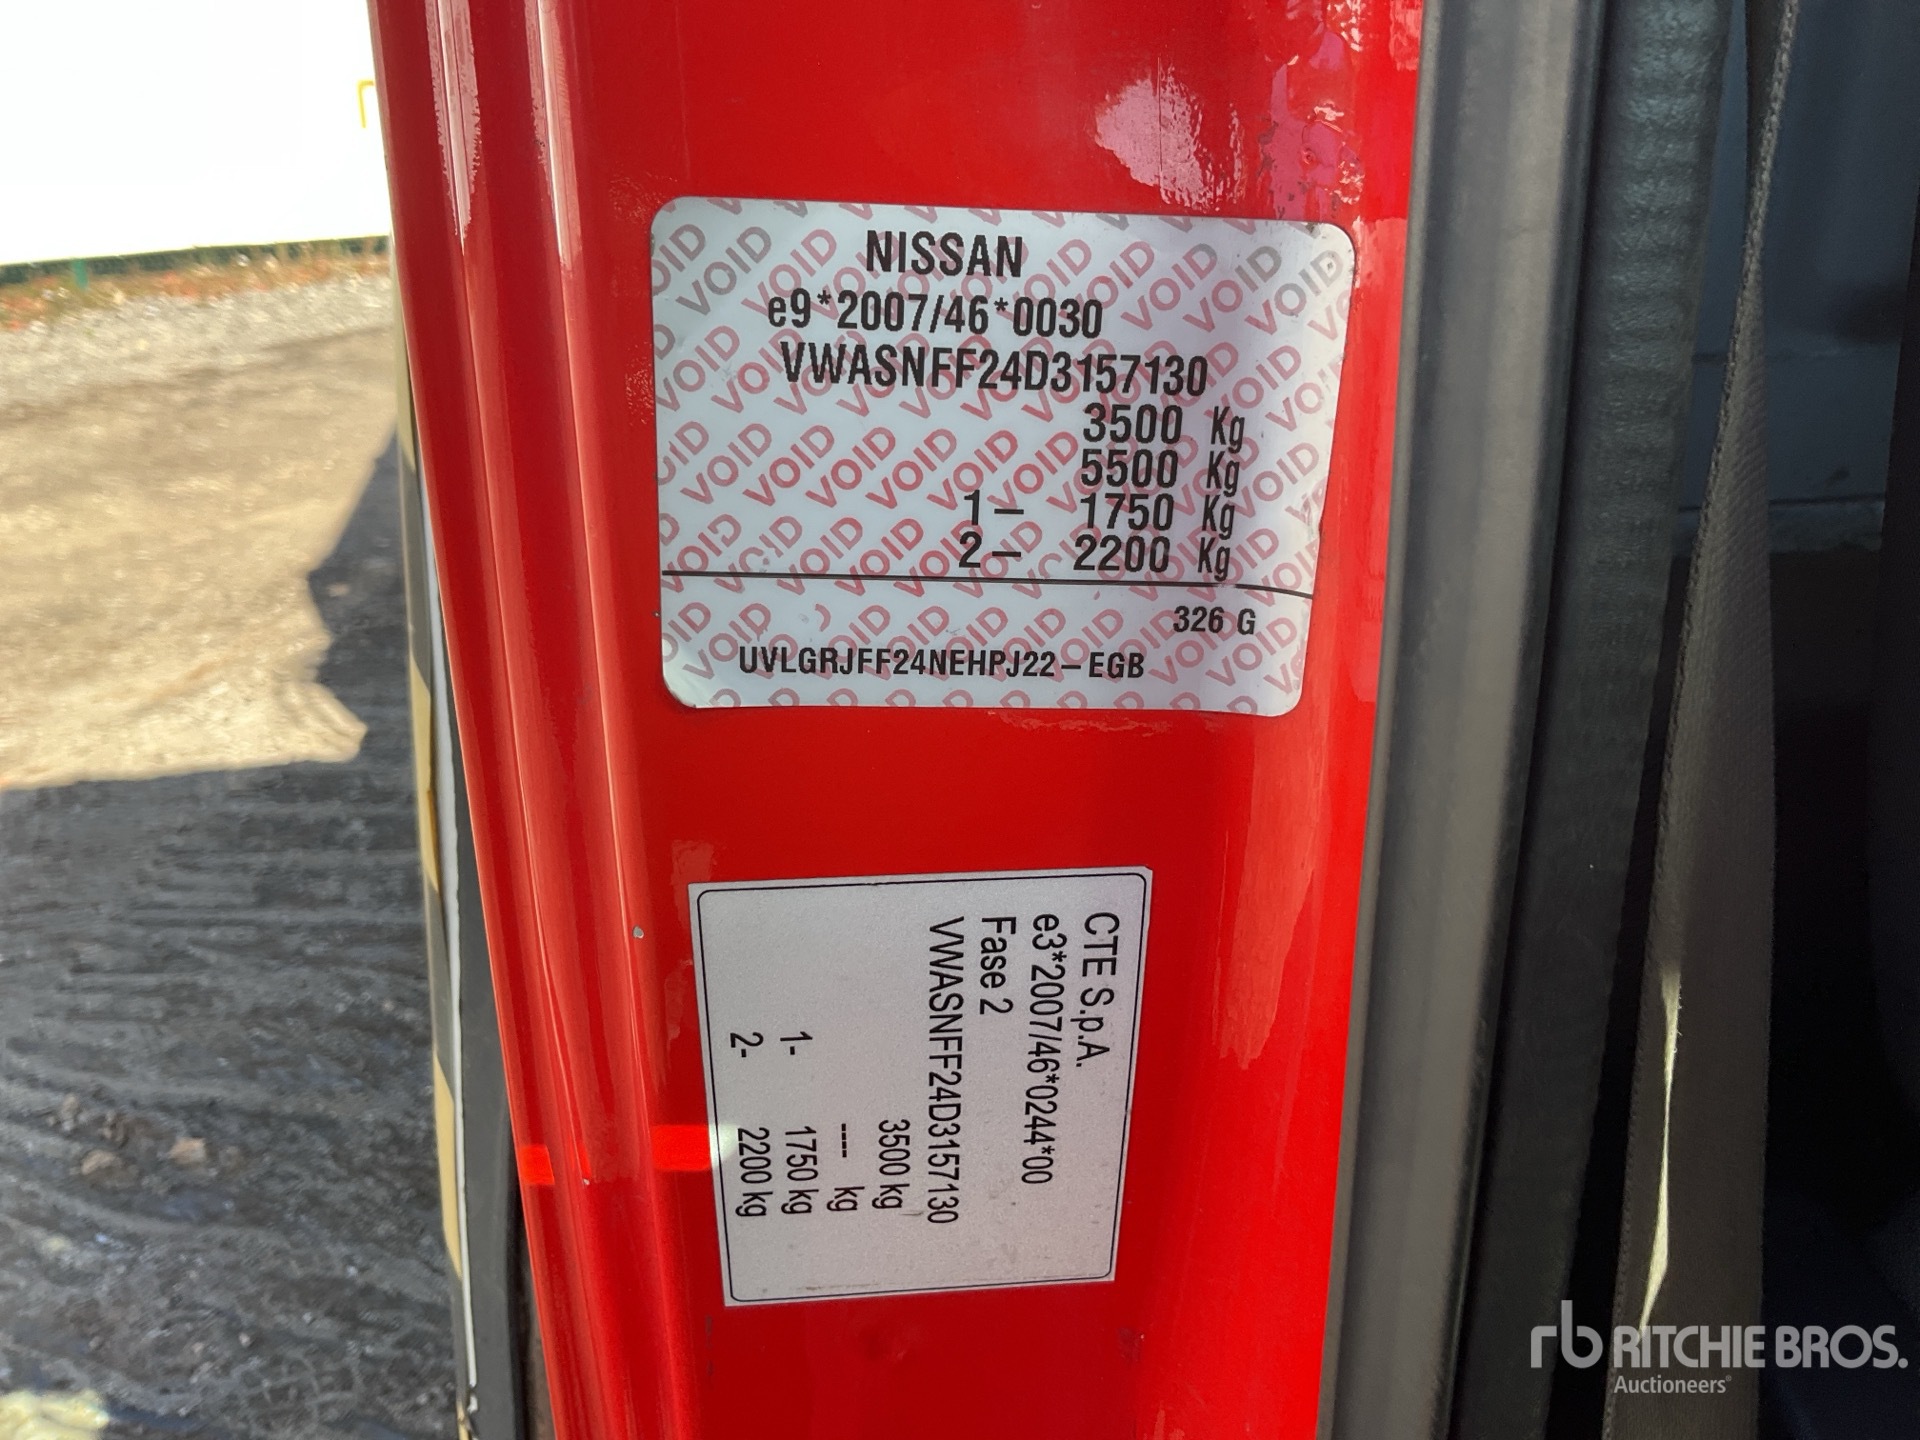 NISSAN
e9*2007/46*0030
VWASNFF24D3157130
3500 Kg
5500 Kg
1- 1750 Kg
2- 2200 Kg
326 G
UVLGRJFF24NEHPJ22-EGB
CTE S.p.A.
e3*2007/46*0244*00
Fase 2
VWASNFF24D3157130
3500 kg
---- kg
1- 1750 kg
2- 2200 kg
rb RITCHIE BROS.
Auctioneers